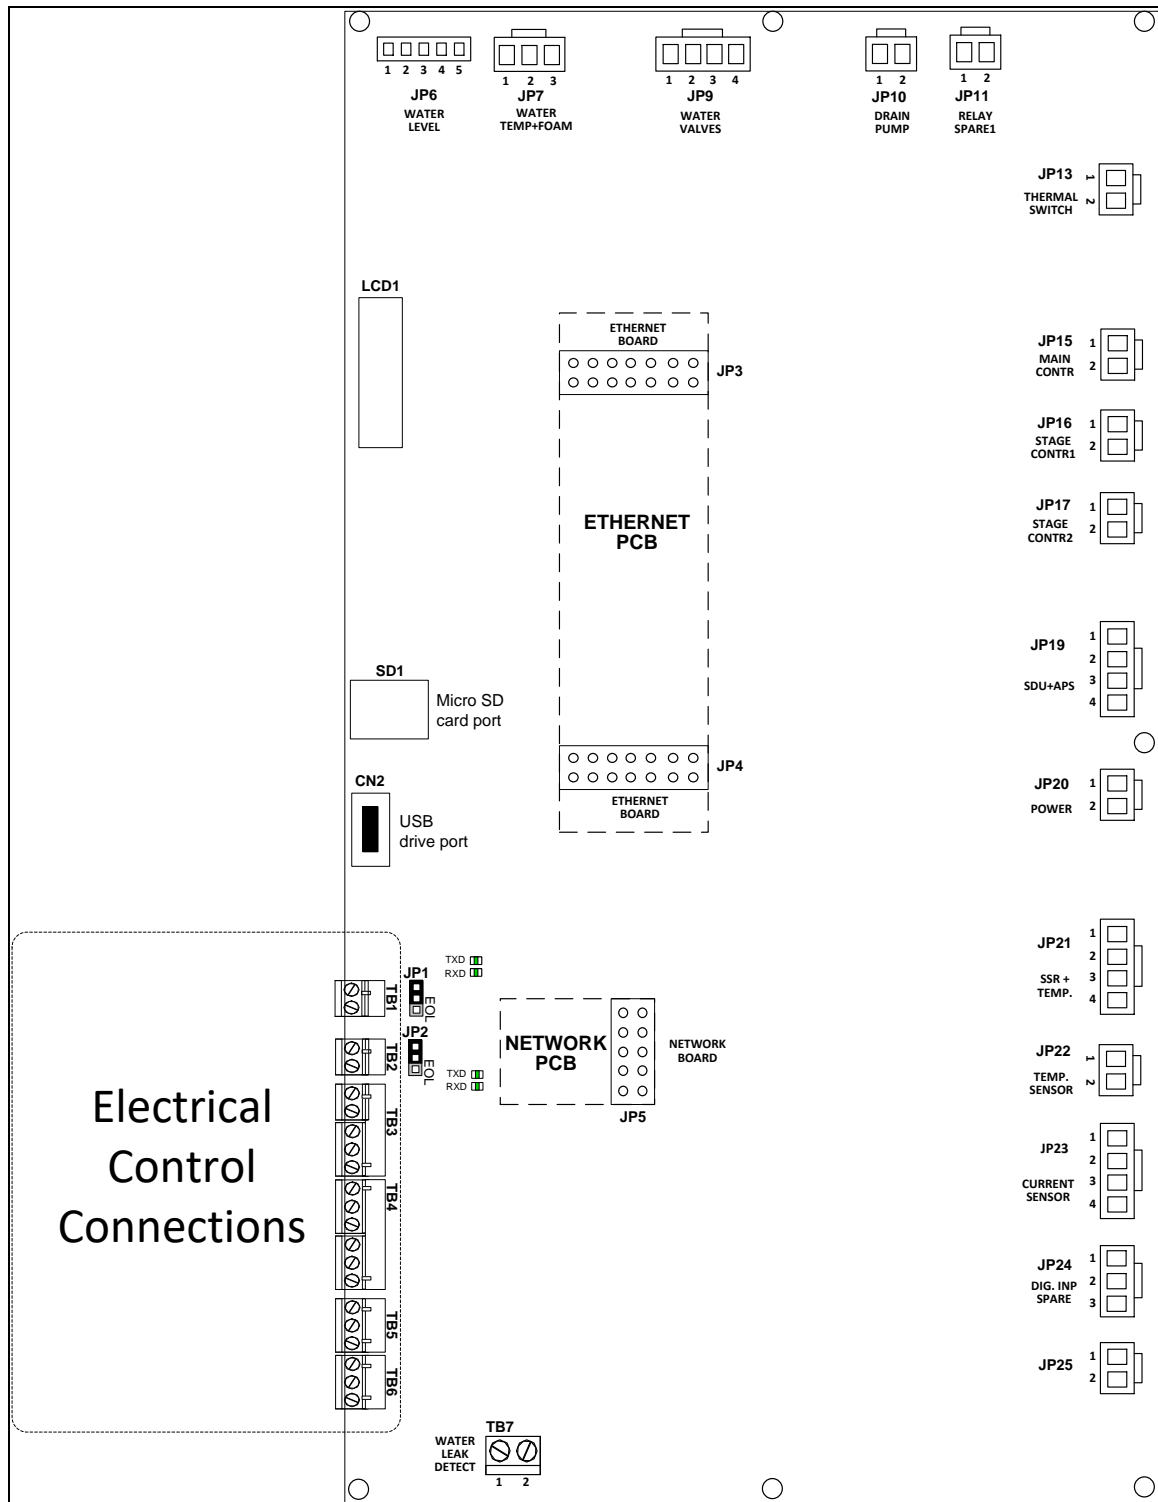 1 2 3 4 5
JP6
WATER
LEVEL
1 2 3
JP7
WATER
TEMP+FOAM
1 2 3 4
JP9
WATER
VALVES
1 2
JP10
DRAIN
PUMP
1 2
JP11
RELAY
SPARE1
JP13
THERMAL
SWITCH
1
2
LCD1
ETHERNET
BOARD
JP3
ETHERNET
PCB
JP15
MAIN
CONTR
1
2
JP16
STAGE
CONTR1
1
2
JP17
STAGE
CONTR2
1
2
JP19
SDU+APS
1
2
3
4
SD1
Micro SD
card port
JP4
ETHERNET
BOARD
CN2
USB
drive port
JP20
POWER
1
2
JP21
SSR +
TEMP.
1
2
3
4
TXD
RXD
JP1
EOL
TB1
JP2
EOL
TB2
TXD
RXD
NETWORK
PCB
NETWORK
BOARD
JP5
JP22
TEMP.
SENSOR
1
2
Electrical
Control
Connections
TB3
TB4
TB5
TB6
JP23
CURRENT
SENSOR
1
2
3
4
JP24
DIG. INP
SPARE
1
2
3
JP25
1
2
TB7
WATER
LEAK
DETECT
1 2